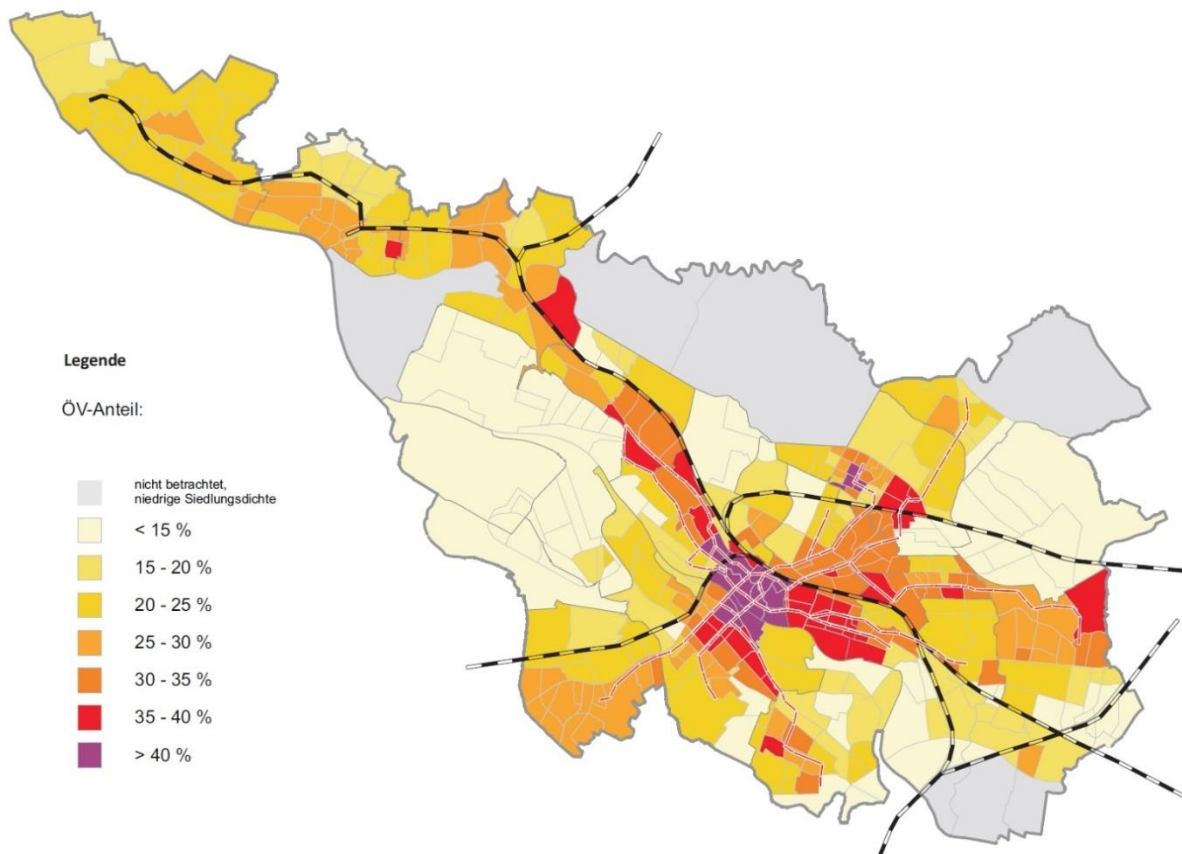 Legende
ÖV-Anteil:
nicht betrachtet,
niedrige Siedlungsdichte
< 15 %
15 - 20 %
20 - 25 %
25 - 30 %
30 - 35 %
35 - 40 %
> 40 %